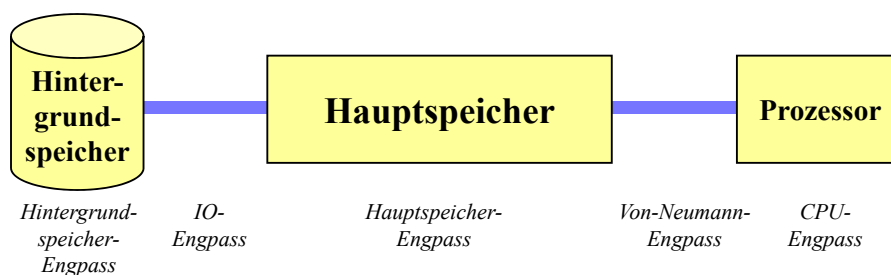 Hinter-
grund-
speicher
Hauptspeicher
Prozessor
Hintergrund-
speicher-
Engpass
IO-
Engpass
Hauptspeicher-
Engpass
Von-Neumann-
Engpass
CPU-
Engpass